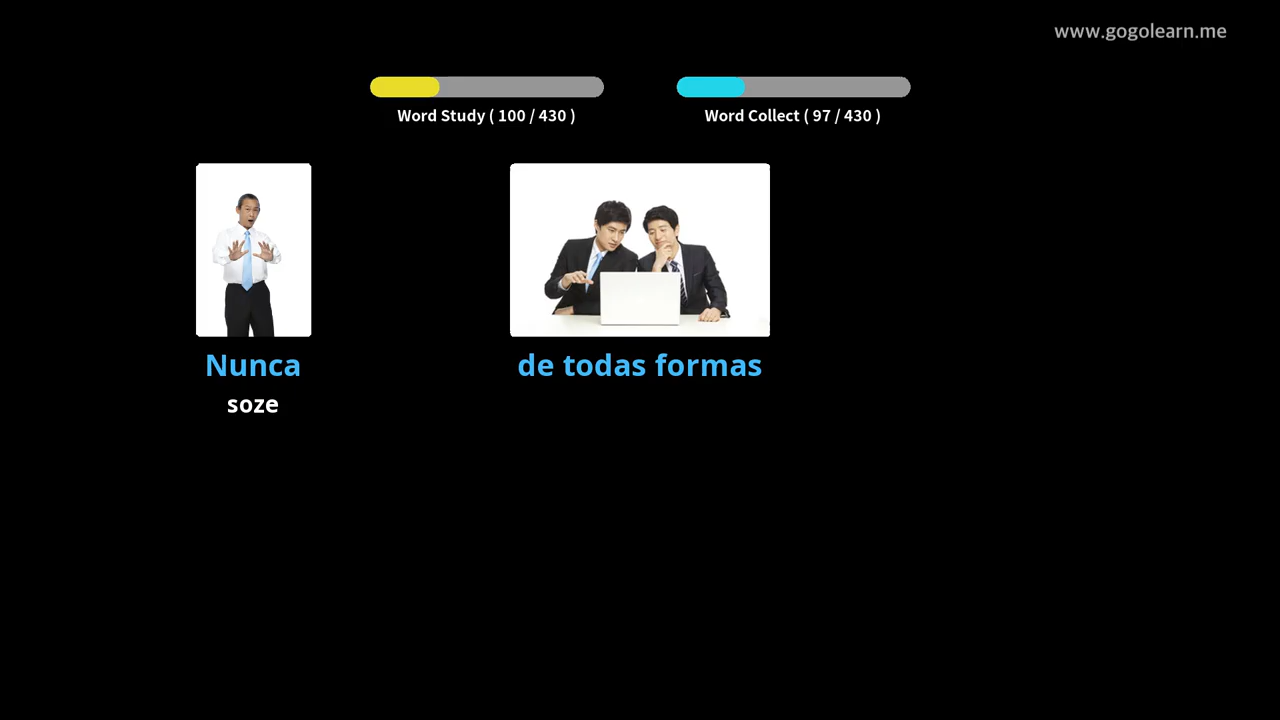 www.gogolearn.me
Word Study ( 100 / 430 )
Word Collect ( 97 / 430 )
Nunca
soze
de todas formas